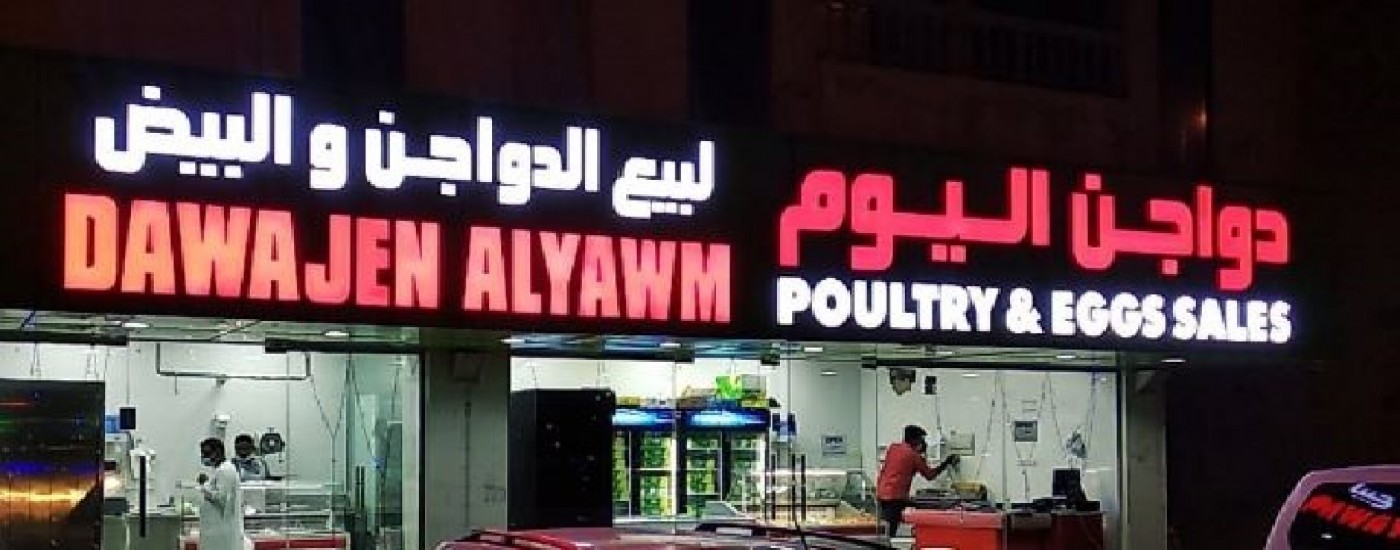 دواجن اليوم
لبيع الدواجن و البيض
DAWAJEN ALYAWM
POULTRY & EGGS SALES